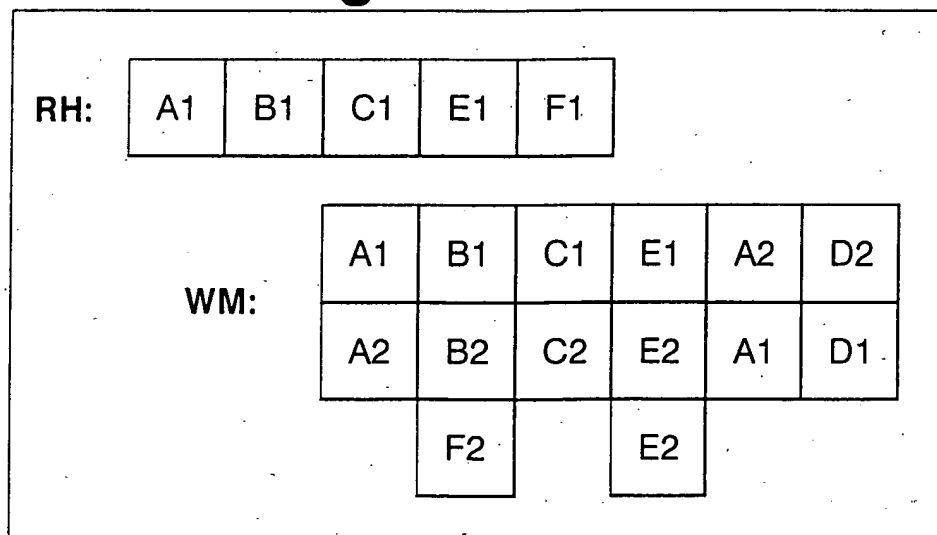 RH: A1 B1 C1 E1 F1
A1 B1 C1 E1 A2 D2
WM:
A2 B2 C2 E2 A1 D1
F2 E2